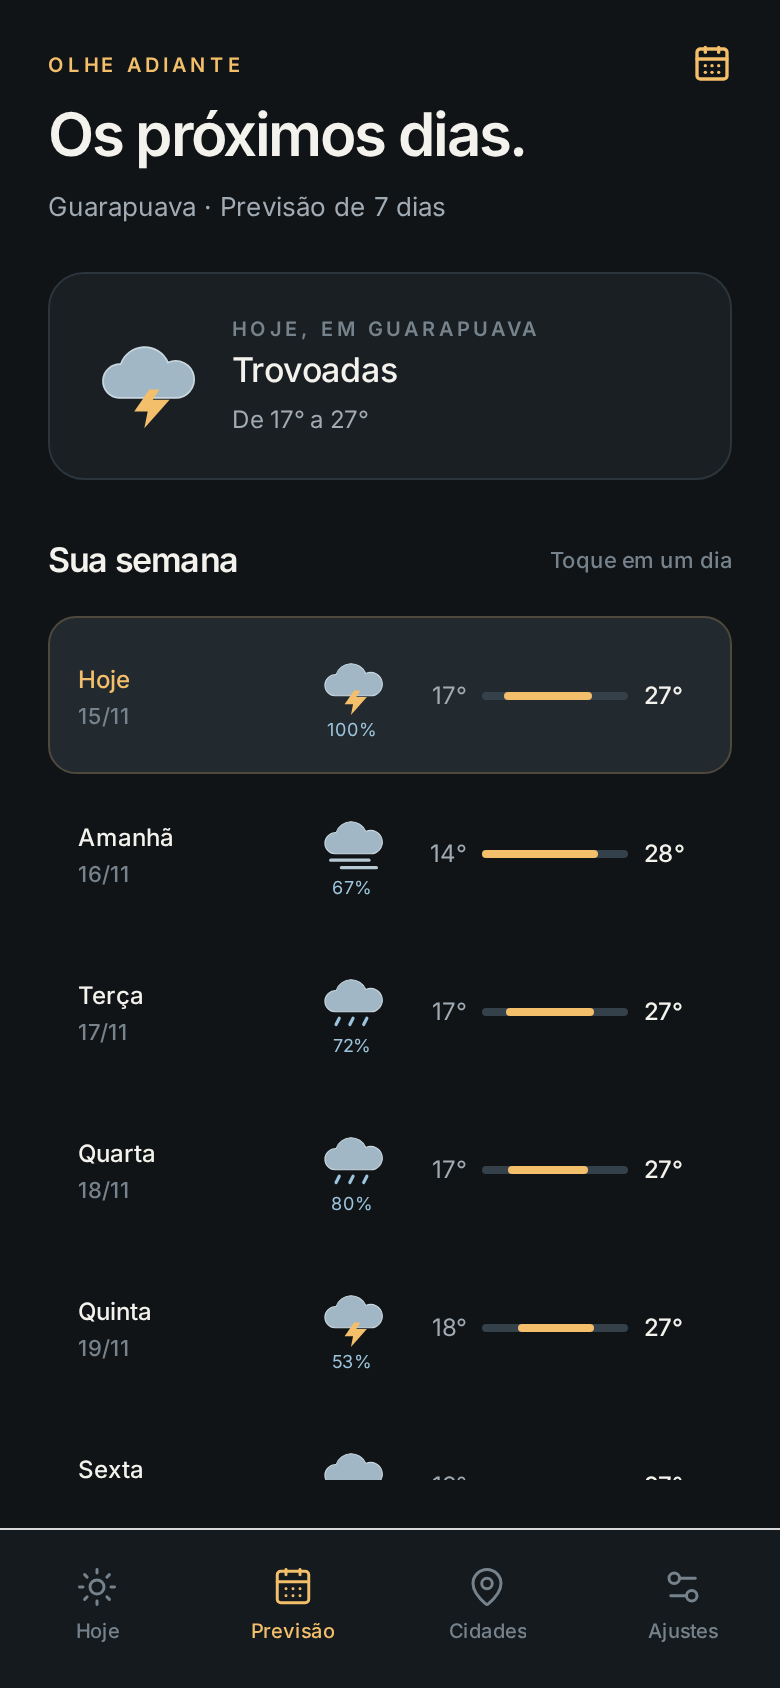 OLHE ADIANTE
Os próximos dias.
Guarapuava · Previsão de 7 dias
HOJE, EM GUARAPUAVA
Trovoadas
De 17° a 27°
Sua semana
Toque em um dia
Hoje
15/11
100%
17°
27°
Amanhã
16/11
67%
14°
28°
Terça
17/11
72%
17°
27°
Quarta
18/11
80%
17°
27°
Quinta
19/11
53%
18°
27°
Sexta
Hoje
Previsão
Cidades
Ajustes